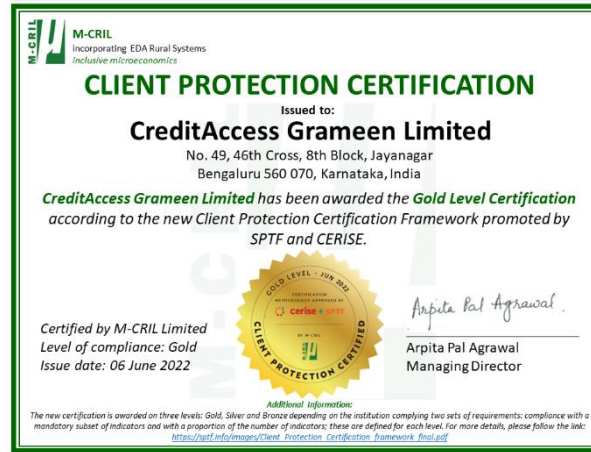 M-CRIL
M-CRIL
Incorporating EDA Rural Systems
inclusive microeconomics
CLIENT PROTECTION CERTIFICATION
Issued to:
CreditAccess Grameen Limited
No. 49, 46th Cross, 8th Block, Jayanagar
Bengaluru 560 070, Karnataka, India
CreditAccess Grameen Limited has been awarded the Gold Level Certification
according to the new Client Protection Certification Framework promoted by
SPTF and CERISE.
GOLD LEVEL - JUN 2022
CERTIFICATION
METHODOLOGY APPROVED BY
cerise + SPTF
BY M-CRIL
CLIENT PROTECTION CERTIFIED
Certified by M-CRIL Limited
Level of compliance: Gold
Issue date: 06 June 2022
Arpita Pal Agrawal.
Arpita Pal Agrawal
Managing Director
Additional Information:
The new certification is awarded on three levels: Gold, Silver and Bronze depending on the institution complying two sets of requirements: compliance with a
mandatory subset of indicators and with a proportion of the number of indicators; these are defined for each level. For more details, please follow the link:
https://sptf.info/images/Client_Protection_Certification_framework_final.pdf